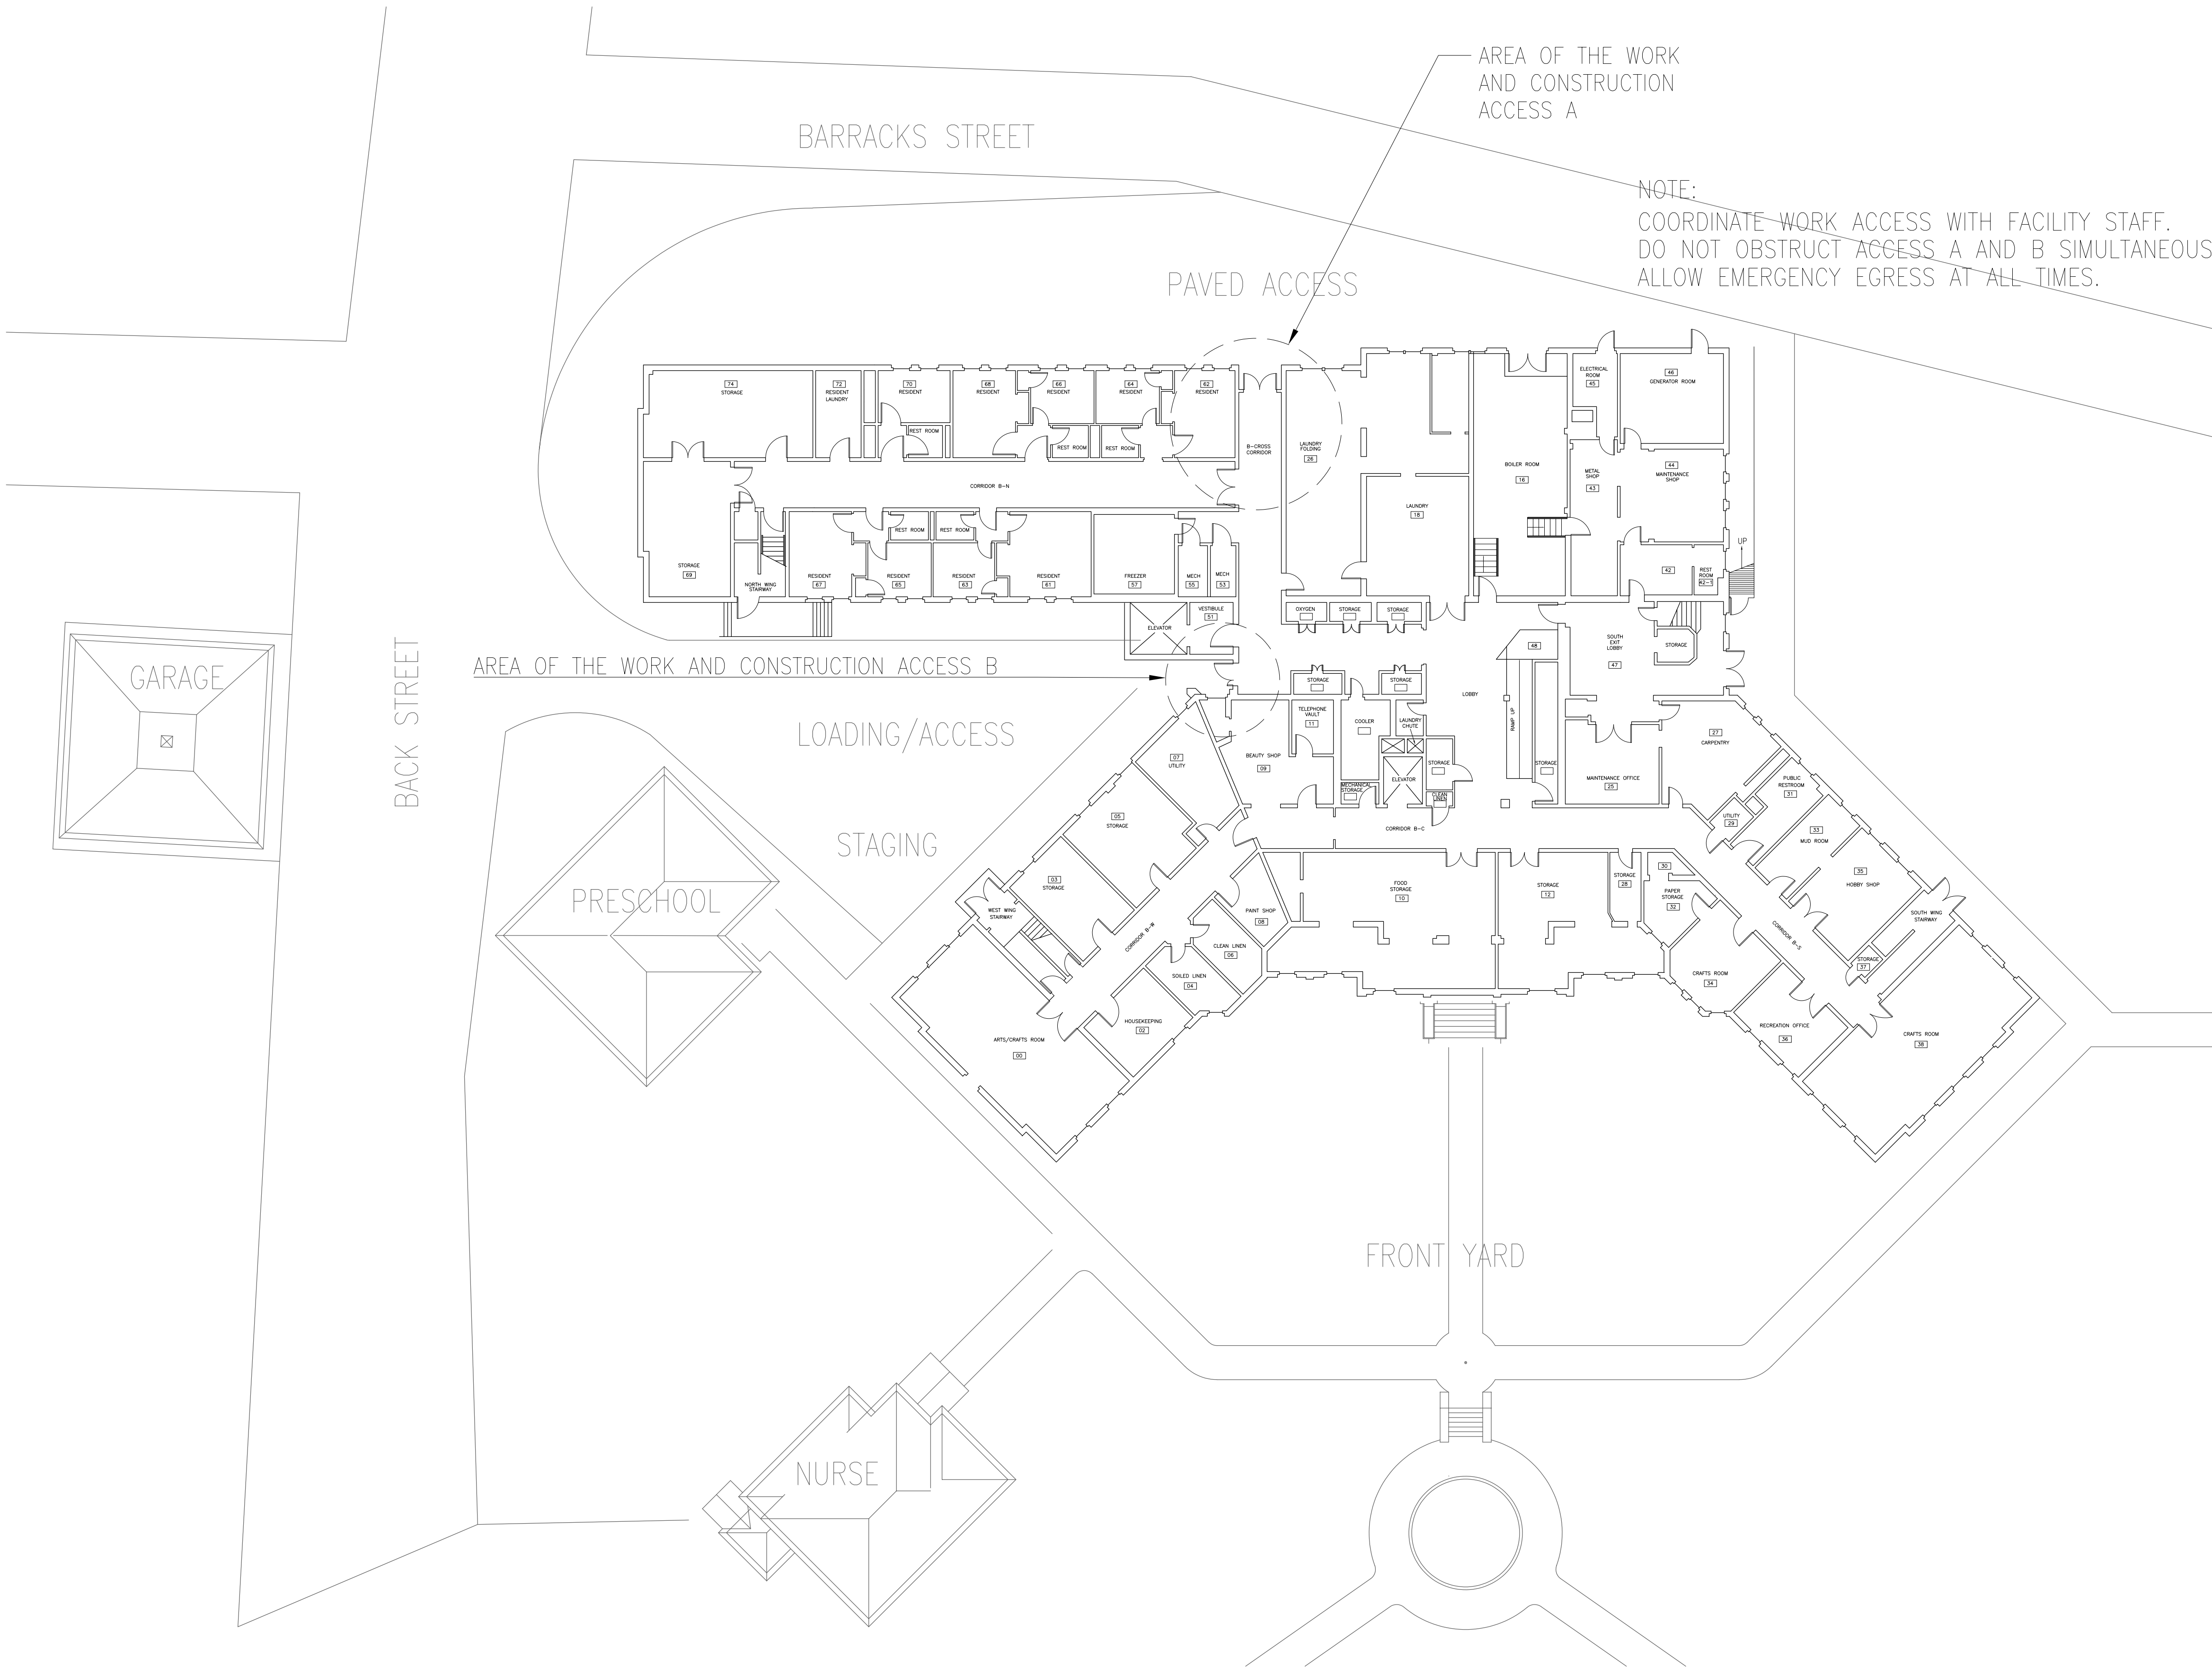 AREA OF THE WORK
AND CONSTRUCTION
ACCESS A
BARRACKS STREET
NOTE:
COORDINATE WORK ACCESS WITH FACILITY STAFF.
DO NOT OBSTRUCT ACCESS A AND B SIMULTANEOUS
ALLOW EMERGENCY EGRESS AT ALL TIMES.
PAVED ACCESS
74
STORAGE
72
RESIDENT
LAUNDRY
70
RESIDENT
68
RESIDENT
66
RESIDENT
64
RESIDENT
62
RESIDENT
REST ROOM
REST ROOM
REST ROOM
B-CROSS
CORRIDOR
LAUNDRY
FOLDING
26
BOILER ROOM
16
ELECTRICAL
ROOM
45
46
GENERATOR ROOM
METAL
SHOP
43
44
MAINTENANCE
SHOP
LAUNDRY
18
CORRIDOR B-N
REST ROOM
REST ROOM
STORAGE
69
NORTH WING
STAIRWAY
RESIDENT
67
RESIDENT
65
RESIDENT
63
RESIDENT
61
FREEZER
57
MECH
55
MECH
53
42
REST
ROOM
42-1
UP
VESTIBULE
51
ELEVATOR
OXYGEN
STORAGE
STORAGE
48
SOUTH
EXIT
LOBBY
47
STORAGE
AREA OF THE WORK AND CONSTRUCTION ACCESS B
GARAGE
BACK STREET
LOADING/ACCESS
STAGING
PRESCHOOL
STORAGE
STORAGE
LOBBY
RAMP UP
TELEPHONE
VAULT
11
COOLER
LAUNDRY
CHUTE
BEAUTY SHOP
09
07
UTILITY
ELEVATOR
STORAGE
STORAGE
MECHANICAL
STORAGE
CLEAN
LINEN
MAINTENANCE OFFICE
25
27
CARPENTRY
PUBLIC
RESTROOM
31
UTILITY
29
33
MUD ROOM
35
HOBBY SHOP
SOUTH WING
STAIRWAY
05
STORAGE
03
STORAGE
WEST WING
STAIRWAY
CORRIDOR B-C
CORRIDOR B-W
CORRIDOR B-S
FOOD
STORAGE
10
STORAGE
12
STORAGE
28
30
PAPER
STORAGE
32
PAINT SHOP
08
CLEAN LINEN
06
SOILED LINEN
04
HOUSEKEEPING
02
ARTS/CRAFTS ROOM
00
CRAFTS ROOM
34
STORAGE
37
RECREATION OFFICE
36
CRAFTS ROOM
38
FRONT YARD
NURSE